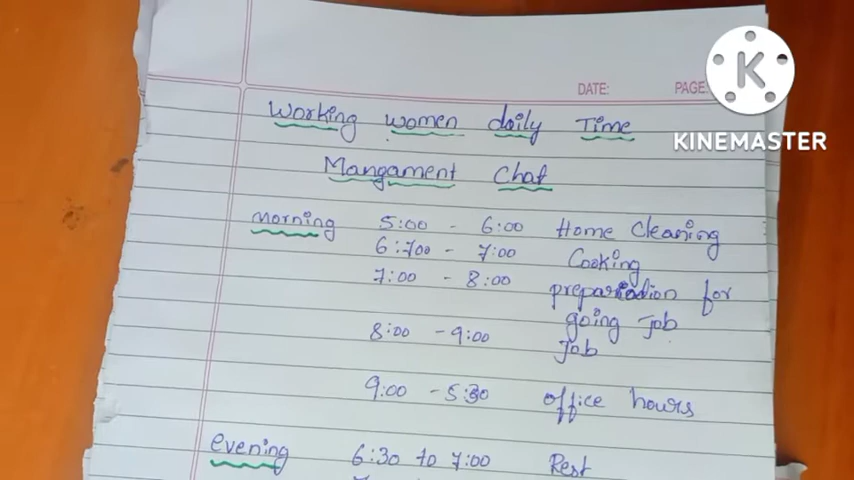 DATE:
PAGE:
K
KINEMASTER
Working women daily Time
Mangament Chat
morning 5:00 - 6:00 Home Cleaning
6:00 - 7:00 Cooking
7:00 - 8:00 preparation for
going Job
8:00 - 9:00 Job
9:00 - 5:30 office hours
evening 6:30 to 7:00 Rest